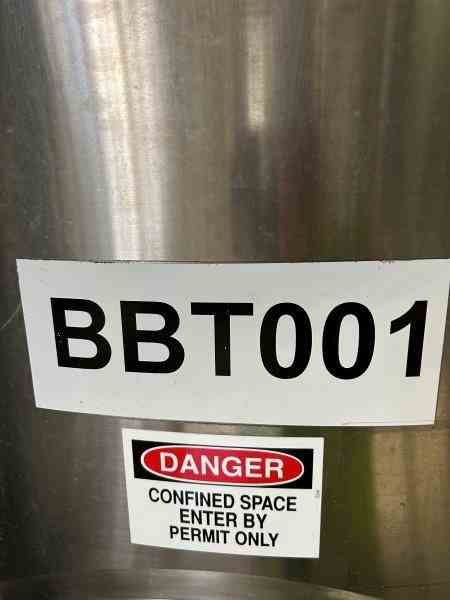 BBT001
DANGER
CONFINED SPACE
ENTER BY
PERMIT ONLY